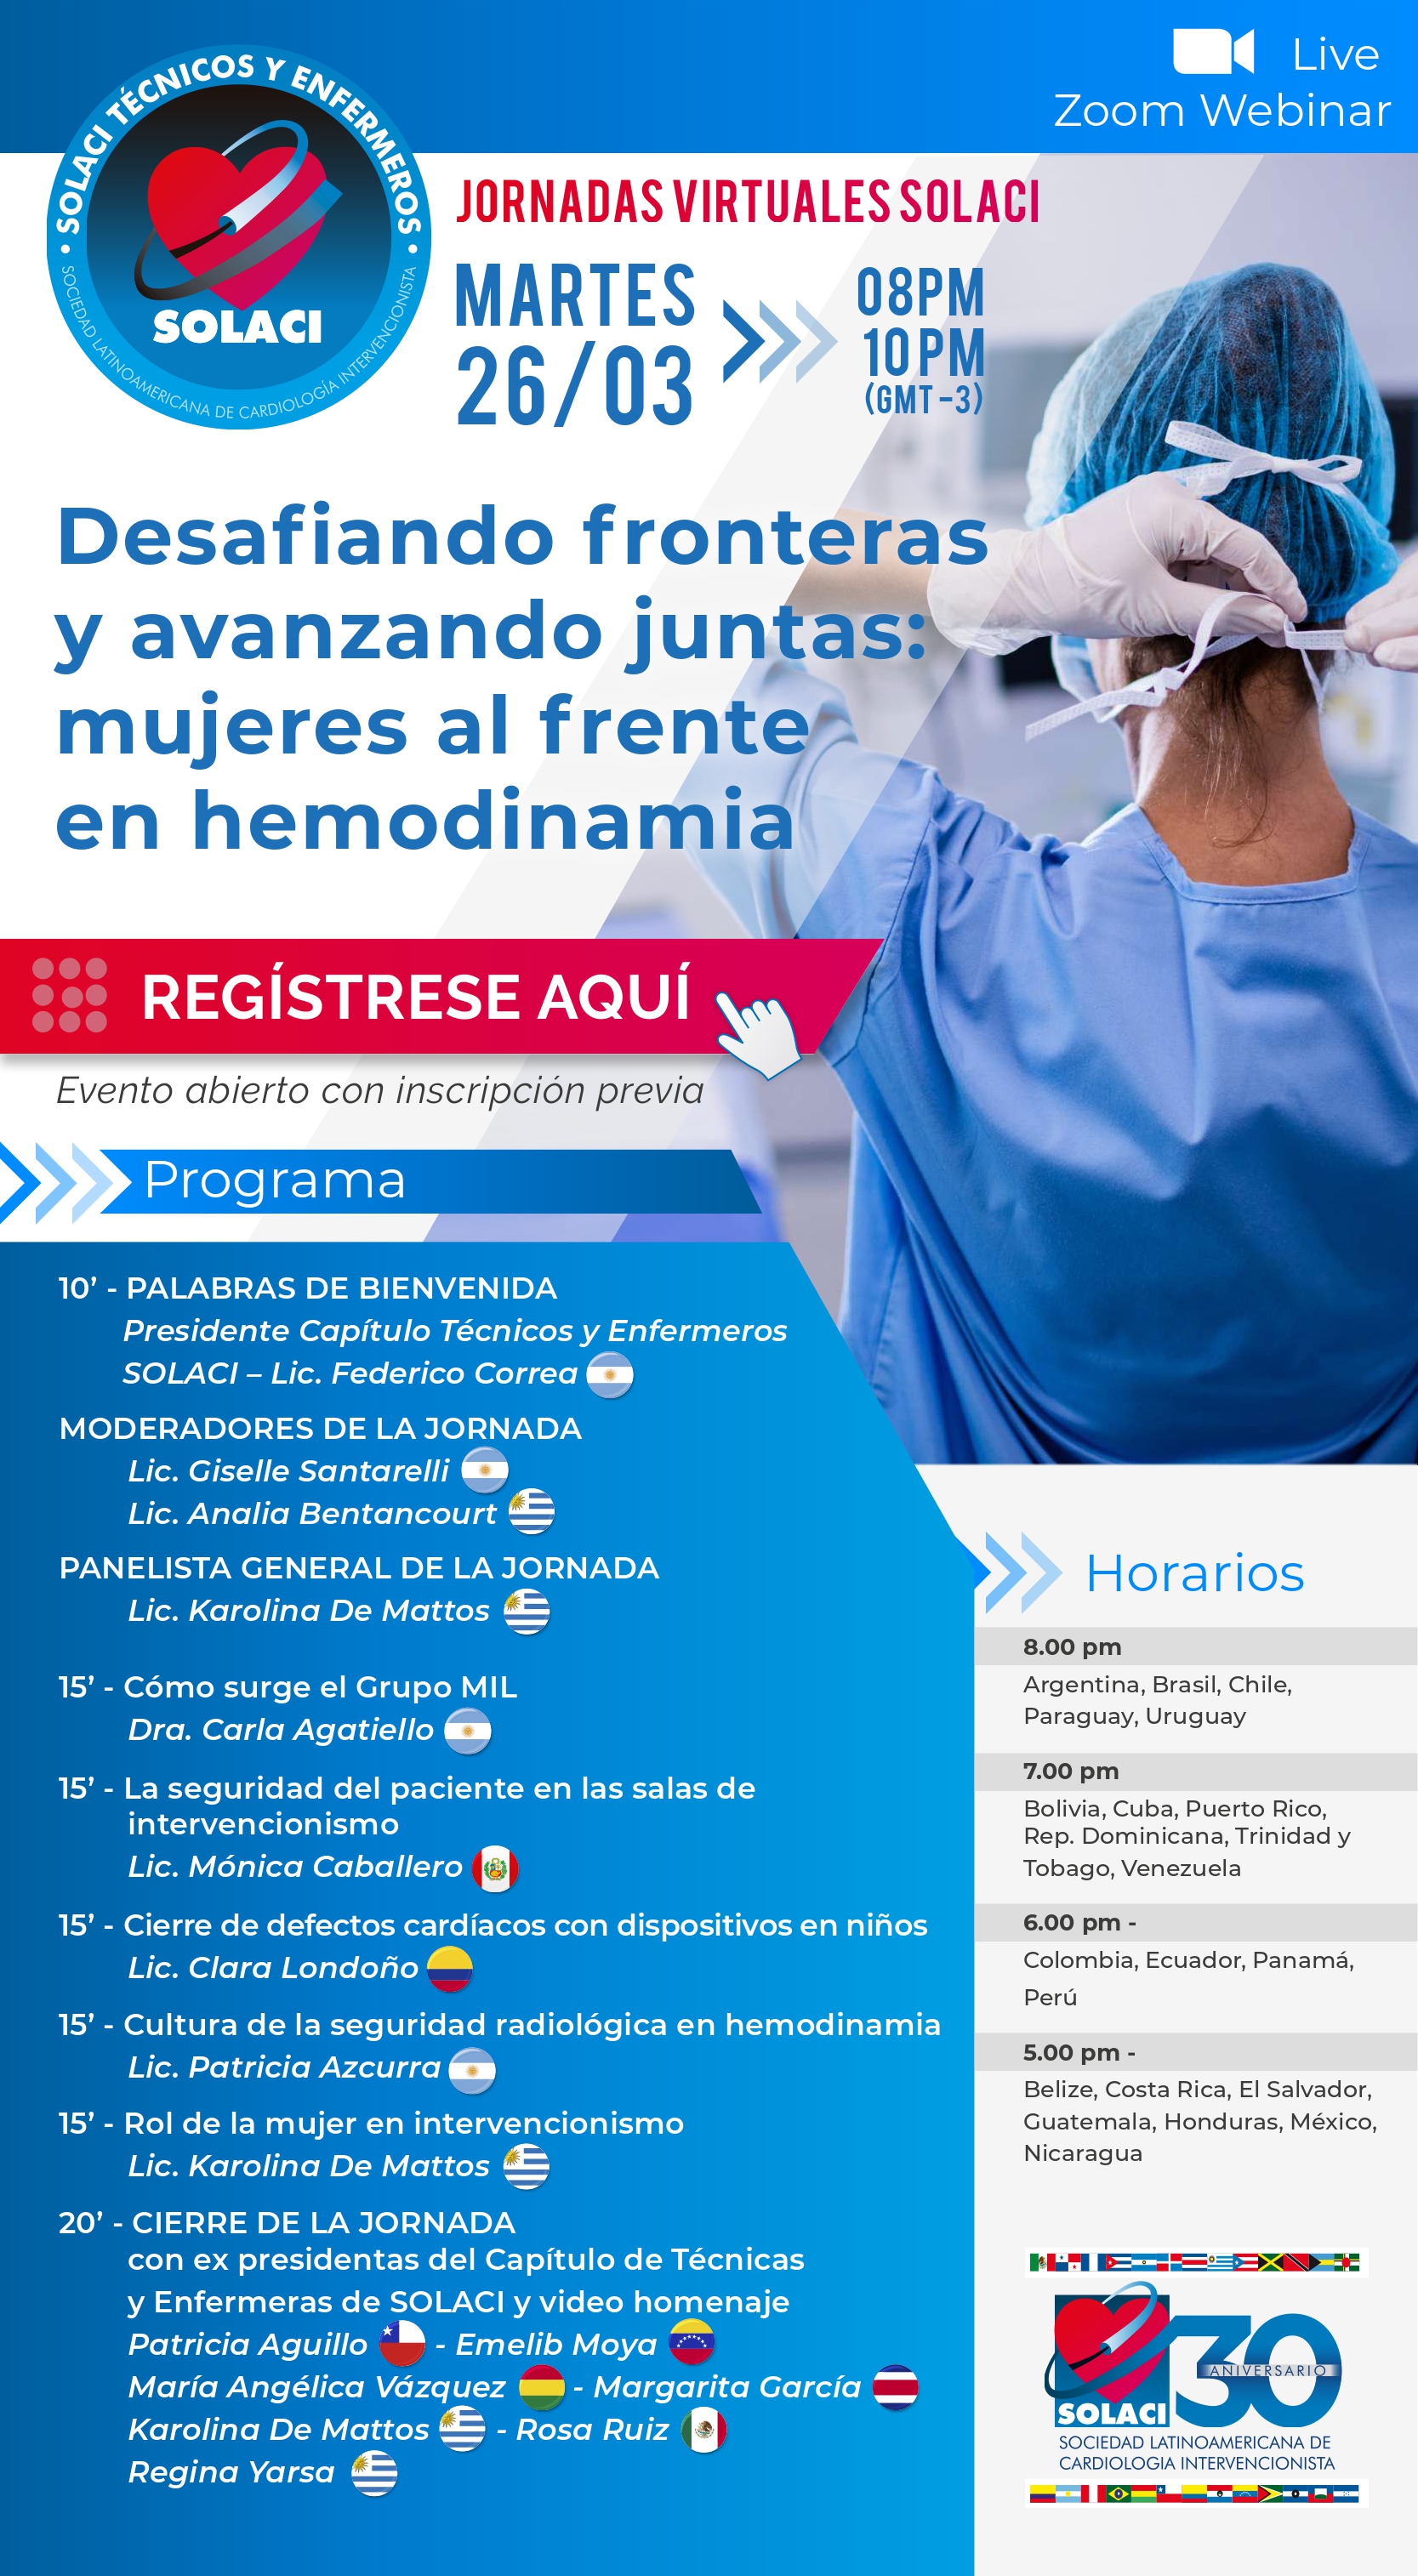 Live
Zoom Webinar
• SOLACI TÉCNICOS Y ENFERMEROS •
SOLACI
SOCIEDAD LATINOAMERICANA DE CARDIOLOGÍA INTERVENCIONISTA
JORNADAS VIRTUALES SOLACI
MARTES
26/03
08PM
10PM
(GMT -3)
Desafiando fronteras
y avanzando juntas:
mujeres al frente
en hemodinamia
REGÍSTRESE AQUÍ
Evento abierto con inscripción previa
Programa
10’ - PALABRAS DE BIENVENIDA
Presidente Capítulo Técnicos y Enfermeros
SOLACI – Lic. Federico Correa
MODERADORES DE LA JORNADA
Lic. Giselle Santarelli
Lic. Analia Bentancourt
PANELISTA GENERAL DE LA JORNADA
Lic. Karolina De Mattos
15’ - Cómo surge el Grupo MIL
Dra. Carla Agatiello
15’ - La seguridad del paciente en las salas de
intervencionismo
Lic. Mónica Caballero
15’ - Cierre de defectos cardíacos con dispositivos en niños
Lic. Clara Londoño
15’ - Cultura de la seguridad radiológica en hemodinamia
Lic. Patricia Azcurra
15’ - Rol de la mujer en intervencionismo
Lic. Karolina De Mattos
20’ - CIERRE DE LA JORNADA
con ex presidentas del Capítulo de Técnicas
y Enfermeras de SOLACI y video homenaje
Patricia Aguillo - Emelib Moya
María Angélica Vázquez - Margarita García
Karolina De Mattos - Rosa Ruiz
Regina Yarsa
Horarios
8.00 pm
Argentina, Brasil, Chile,
Paraguay, Uruguay
7.00 pm
Bolivia, Cuba, Puerto Rico,
Rep. Dominicana, Trinidad y
Tobago, Venezuela
6.00 pm -
Colombia, Ecuador, Panamá,
Perú
5.00 pm -
Belize, Costa Rica, El Salvador,
Guatemala, Honduras, México,
Nicaragua
30
ANIVERSARIO
SOLACI
SOCIEDAD LATINOAMERICANA DE
CARDIOLOGIA INTERVENCIONISTA